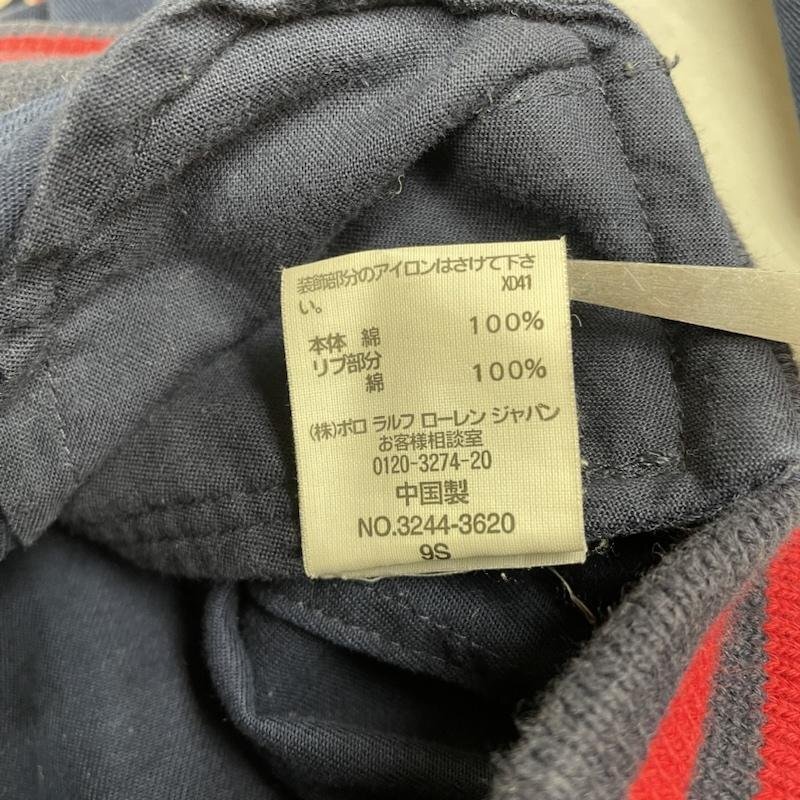 装飾部分のアイロンはさけて下さ
い。 XD41
本体 綿 100%
リブ部分
綿 100%
(株)ポロ ラルフ ローレン ジャパン
お客様相談室
0120-3274-20
中国製
NO.3244-3620
9S